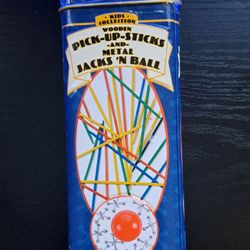 KIDS
COLLECTION
WOODEN
PICK-UP-STICKS
-AND-
METAL
JACKS 'N BALL